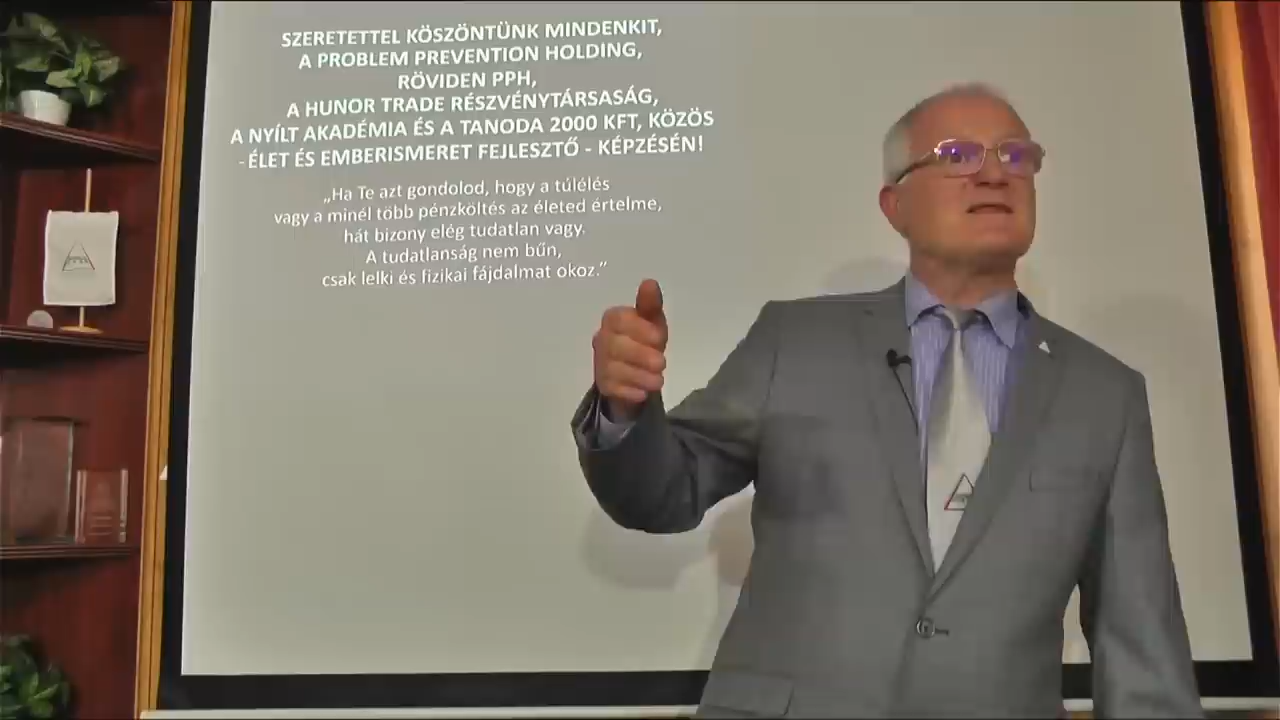 SZERETETTEL KÖSZÖNTÜNK MINDENKIT,
A PROBLEM PREVENTION HOLDING,
RÖVIDEN PPH,
A HUNOR TRADE RÉSZVÉNYTÁRSASÁG,
A NYÍLT AKADÉMIA ÉS A TANODA 2000 KFT, KÖZÖS
- ÉLET ÉS EMBERISMERET FEJLESZTŐ - KÉPZÉSÉN!
„Ha Te azt gondolod, hogy a túlélés
vagy a minél több pénzköltés az életed értelme,
hát bizony elég tudatlan vagy.
A tudatlanság nem bűn,
csak lelki és fizikai fájdalmat okoz.”